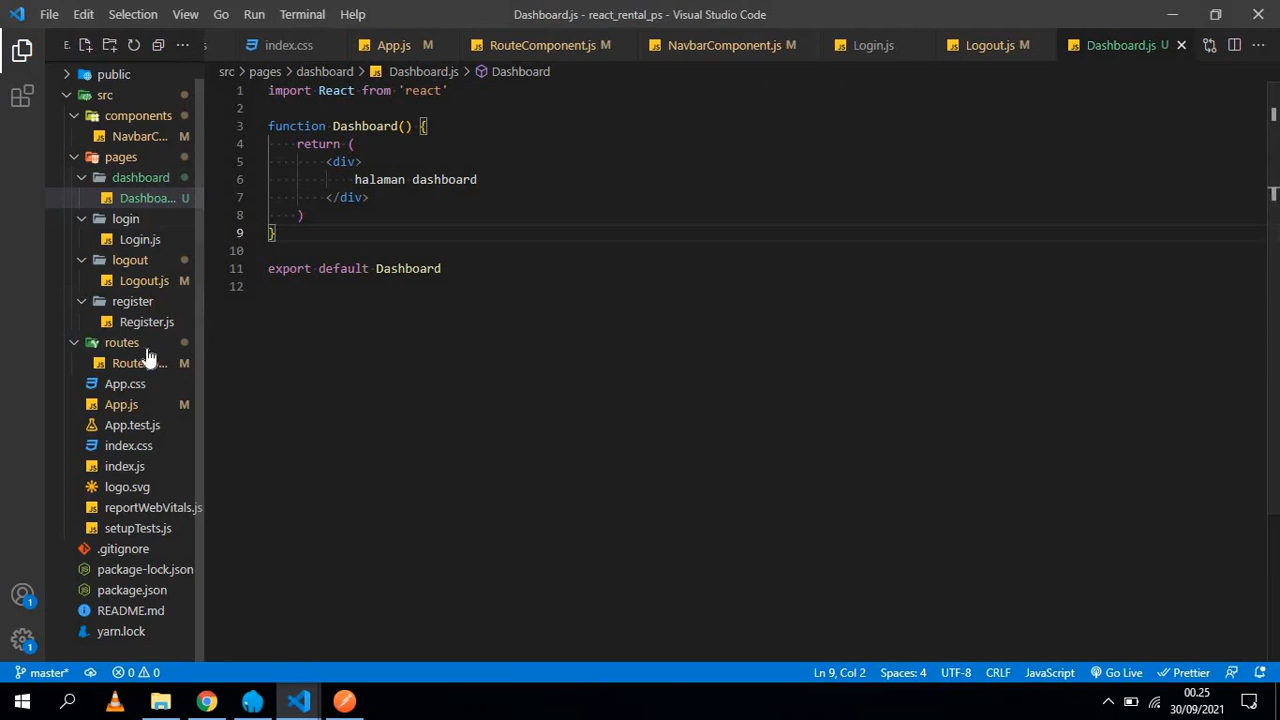 File Edit Selection View Go Run Terminal Help
Dashboard.js - react_rental_ps - Visual Studio Code
index.css
App.js M
RouteComponent.js M
NavbarComponent.js M
Login.js
Logout.js M
Dashboard.js U
src > pages > dashboard > Dashboard.js > Dashboard
public
src
components
NavbarC... M
pages
dashboard
Dashboa... U
login
Login.js
logout
Logout.js M
register
Register.js
routes
... M
App.css
App.js M
App.test.js
index.css
index.js
logo.svg
reportWebVitals.js
setupTests.js
.gitignore
package-lock.json
package.json
README.md
yarn.lock
1 import React from 'react'
2
3 function Dashboard() {
4 return (
5 <div>
6 halaman dashboard
7 </div>
8 )
9 }
10
11 export default Dashboard
12
1
1
master* 0 0 Ln 9, Col 2 Spaces: 4 UTF-8 CRLF JavaScript Go Live Prettier
00.25
30/09/2021